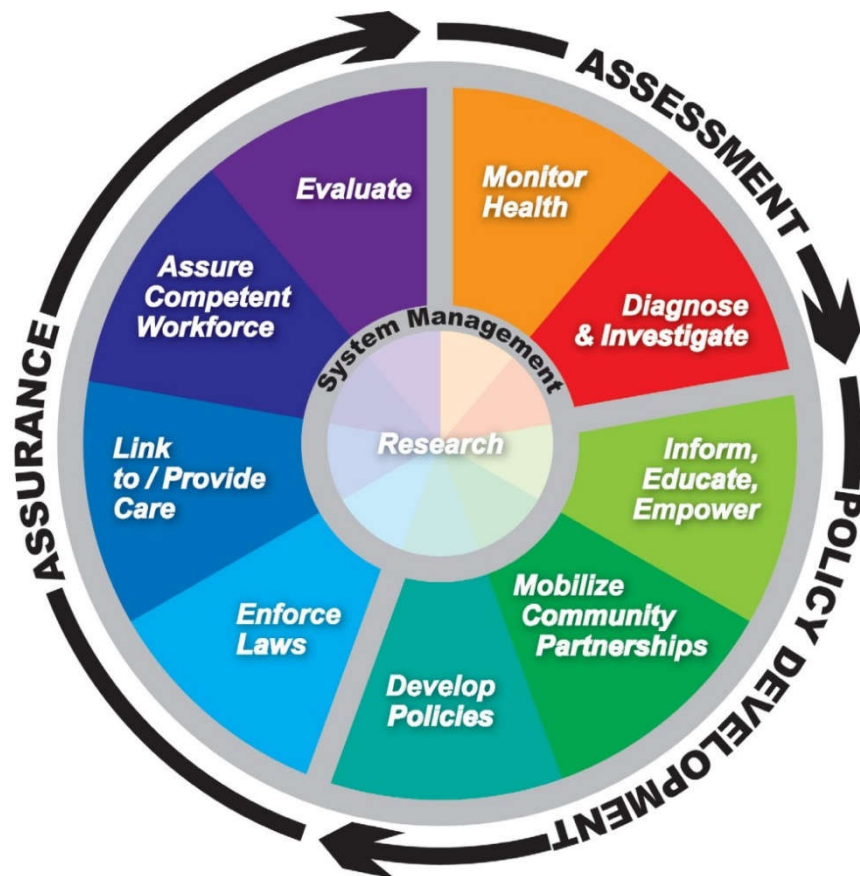 ASSESSMENT
Monitor
Health
Diagnose
& Investigate
POLICY DEVELOPMENT
Inform,
Educate,
Empower
Mobilize
Community
Partnerships
Develop
Policies
ASSURANCE
Enforce
Laws
Link
to / Provide
Care
Assure
Competent
Workforce
Evaluate
System Management
Research